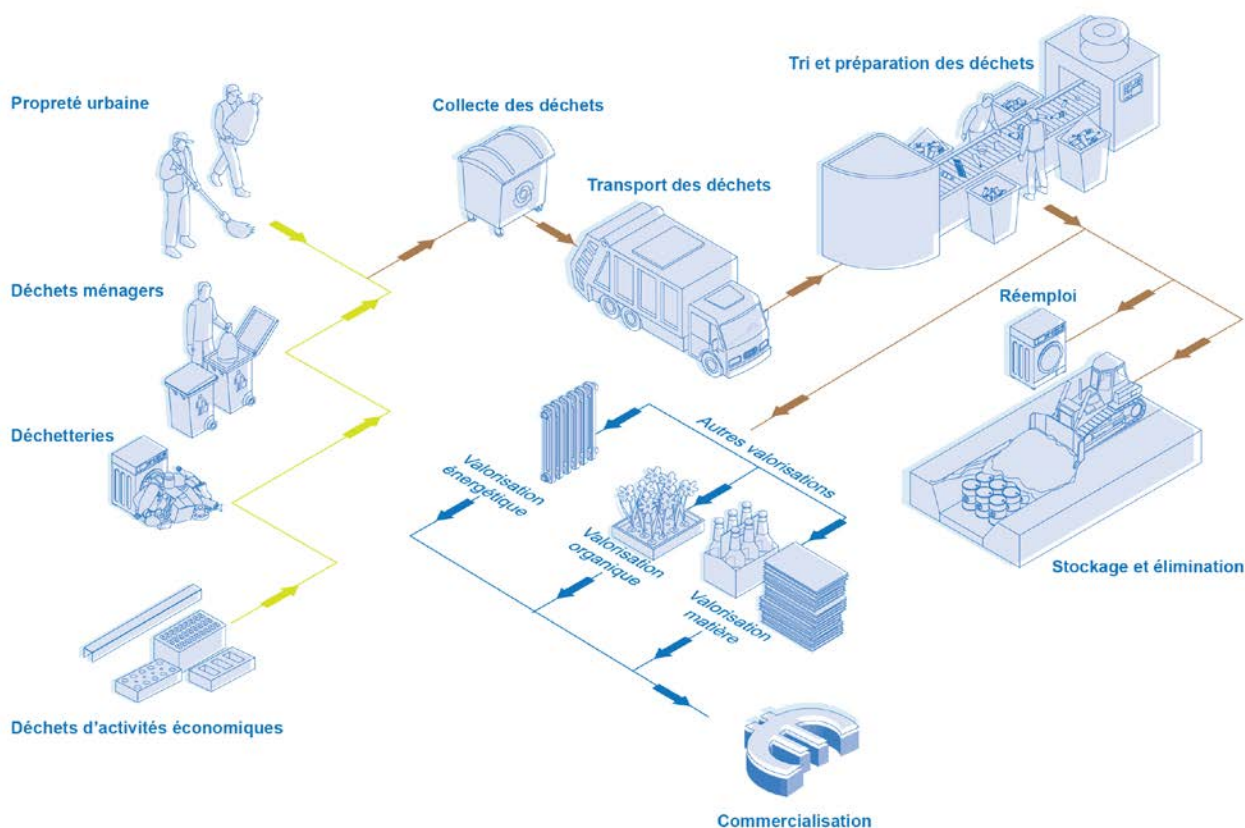 Tri et préparation des déchets
Propreté urbaine
Collecte des déchets
Transport des déchets
Déchets ménagers
Réemploi
Déchetteries
Autres valorisations
Valorisation
énergétique
Valorisation
organique
Valorisation
matière
Stockage et élimination
Déchets d'activités économiques
Commercialisation